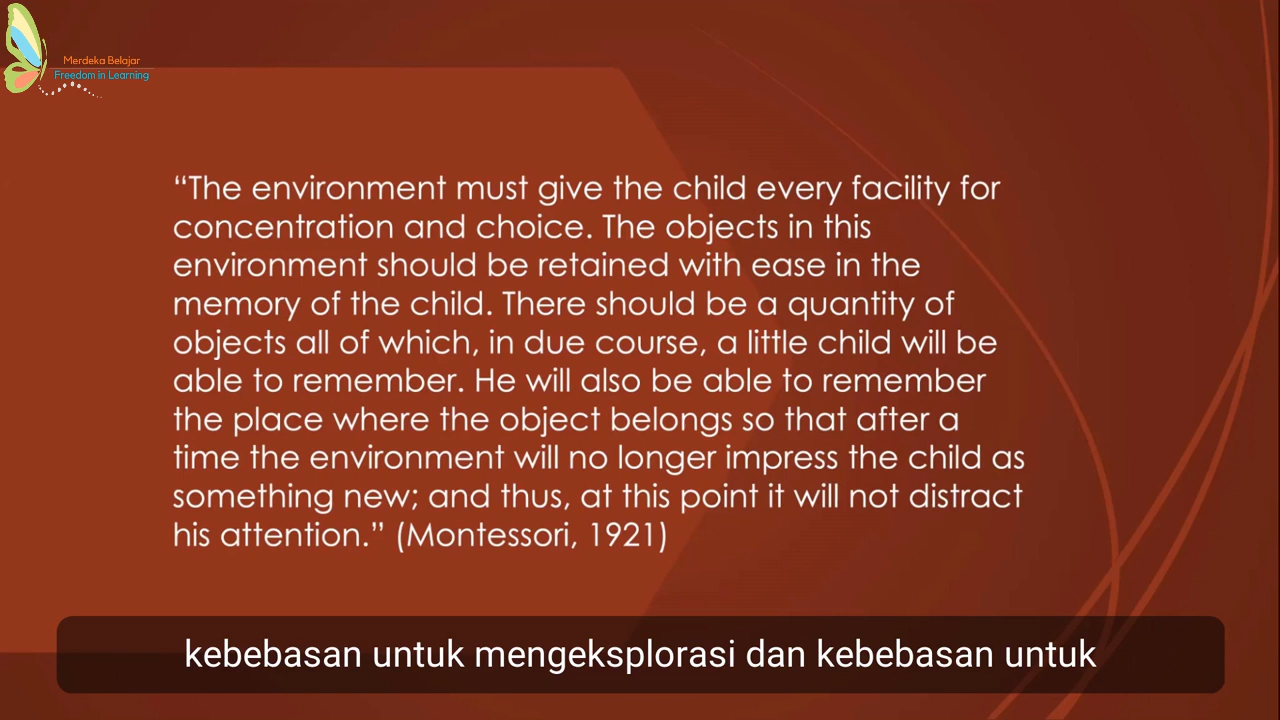 Merdeka Belajar
Freedom in Learning
“The environment must give the child every facility for
concentration and choice. The objects in this
environment should be retained with ease in the
memory of the child. There should be a quantity of
objects all of which, in due course, a little child will be
able to remember. He will also be able to remember
the place where the object belongs so that after a
time the environment will no longer impress the child as
something new; and thus, at this point it will not distract
his attention.” (Montessori, 1921)
kebebasan untuk mengeksplorasi dan kebebasan untuk